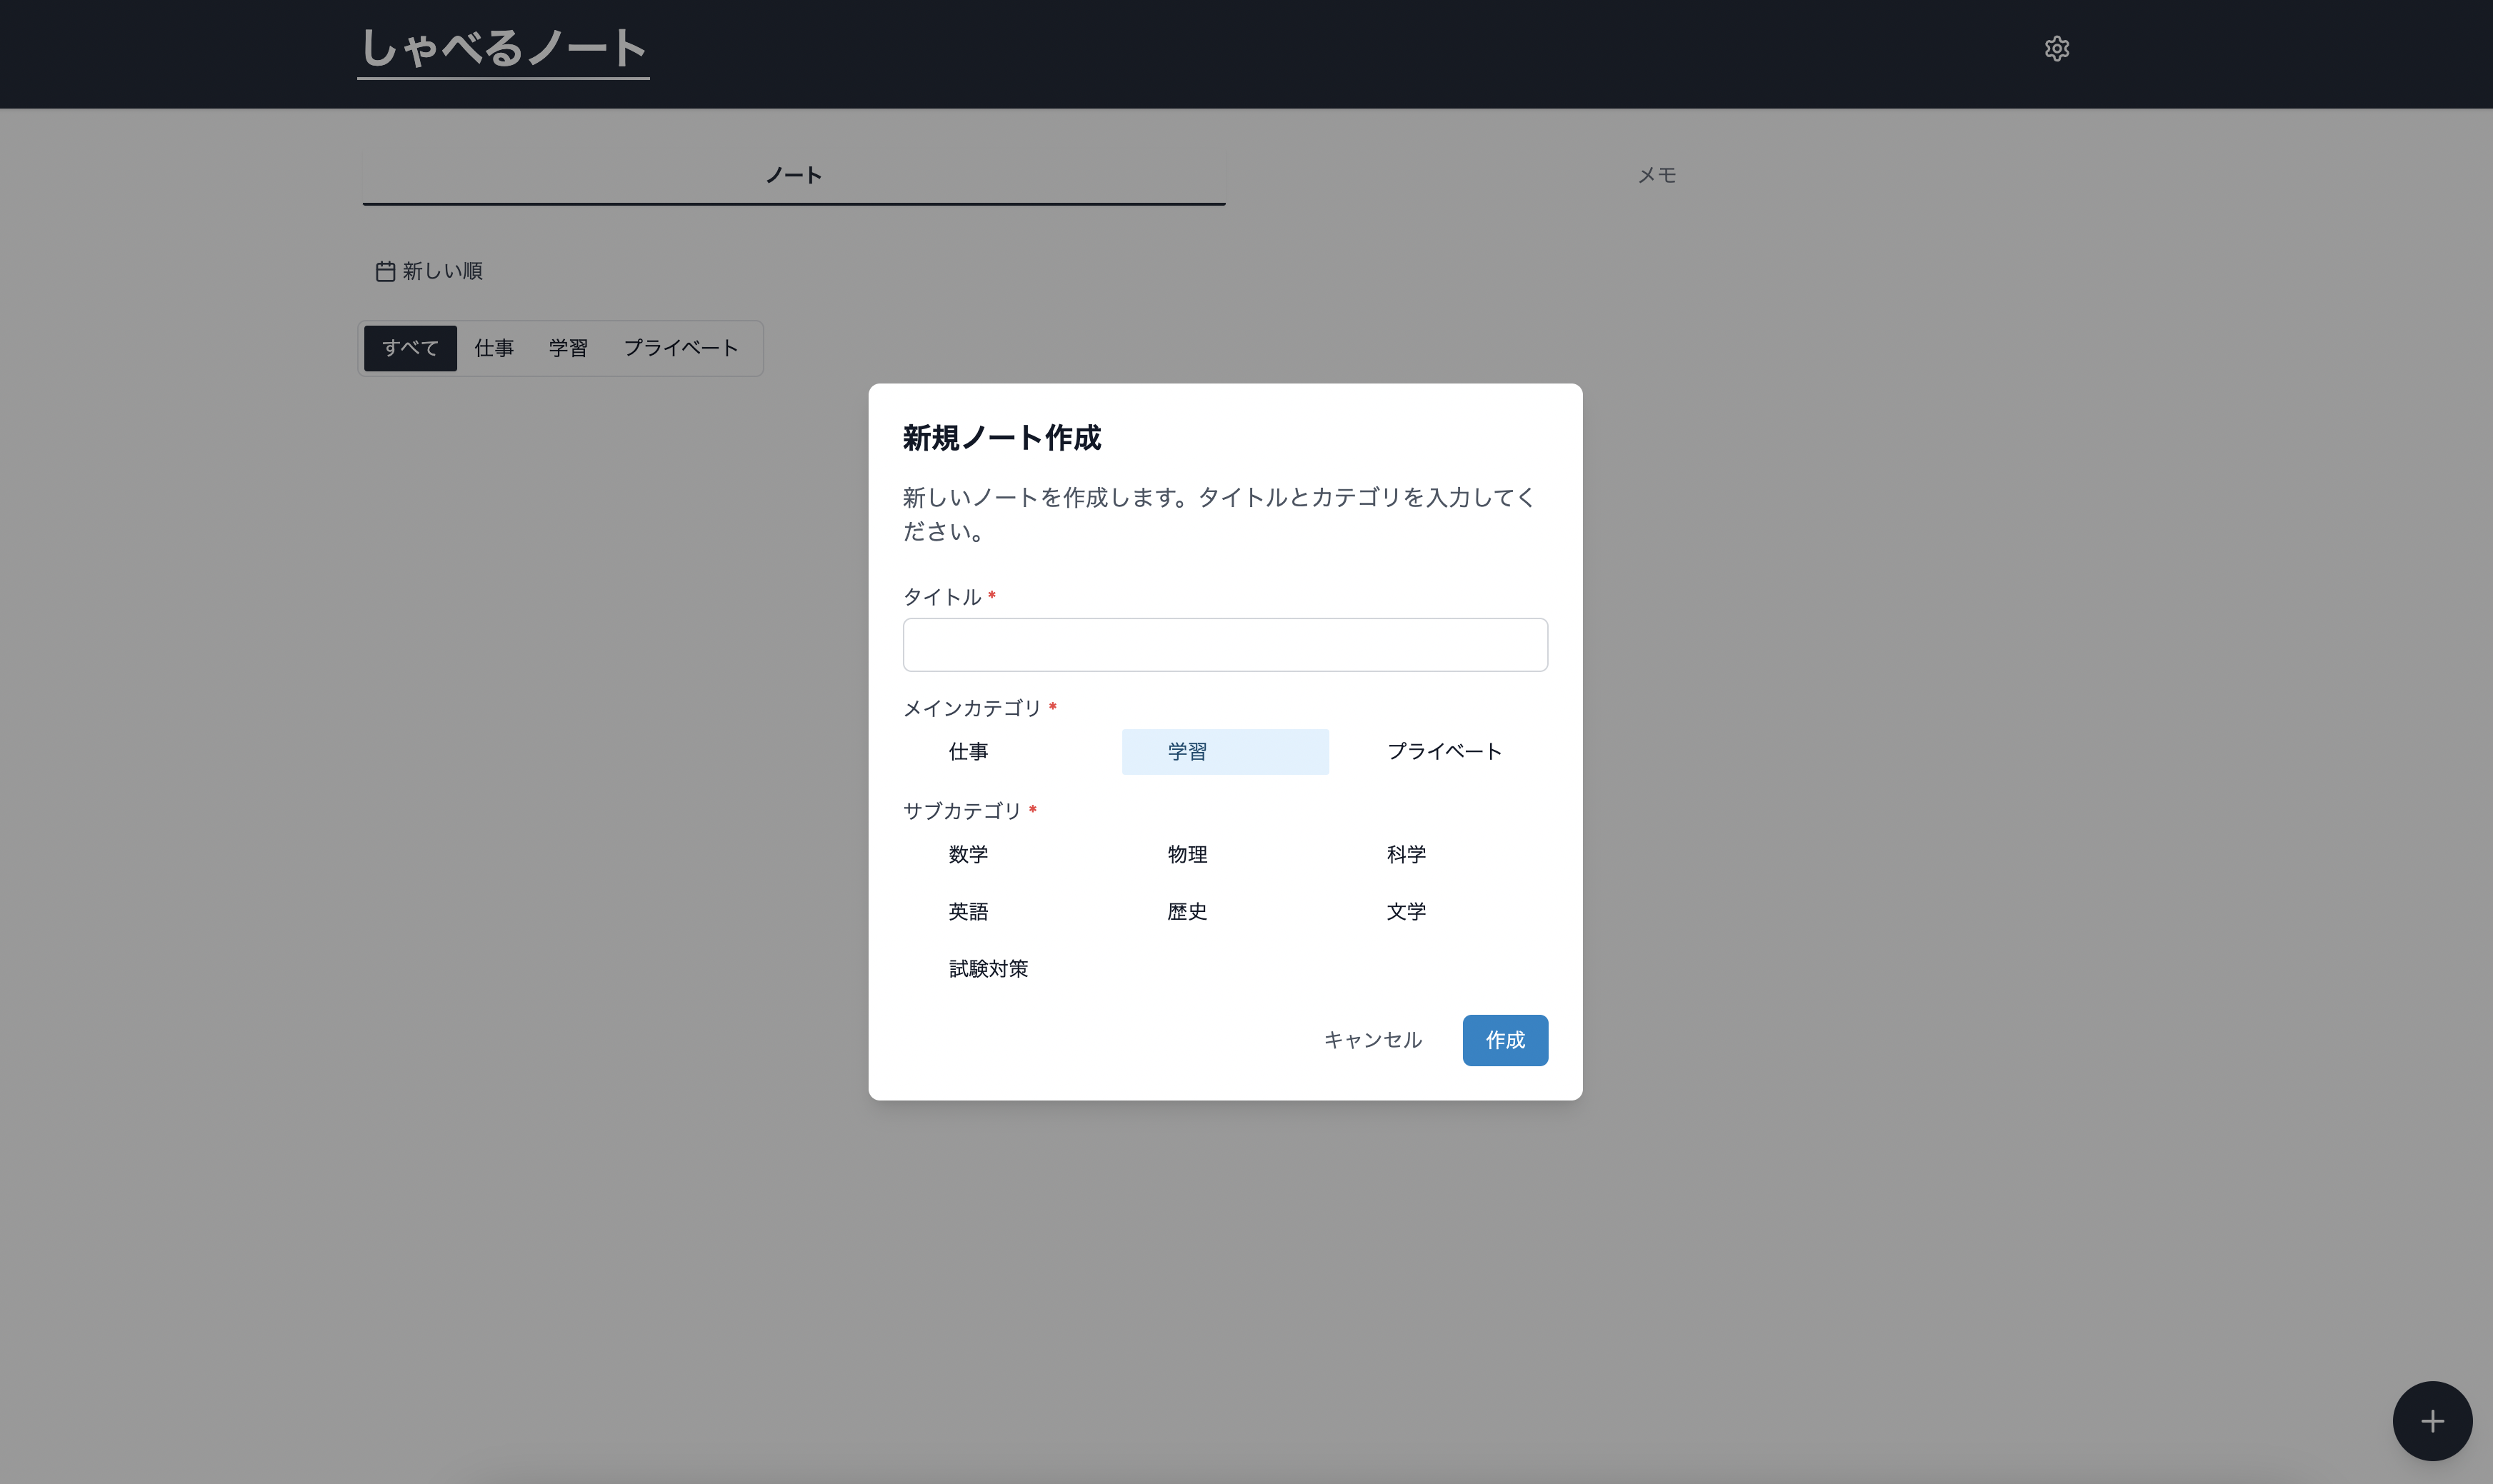 しゃべるノート
ノート
メモ
新しい順
すべて 仕事 学習 プライベート
新規ノート作成
新しいノートを作成します。タイトルとカテゴリを入力してく
ださい。
タイトル *
メインカテゴリ *
仕事 学習 プライベート
サブカテゴリ *
数学 物理 科学
英語 歴史 文学
試験対策
キャンセル 作成